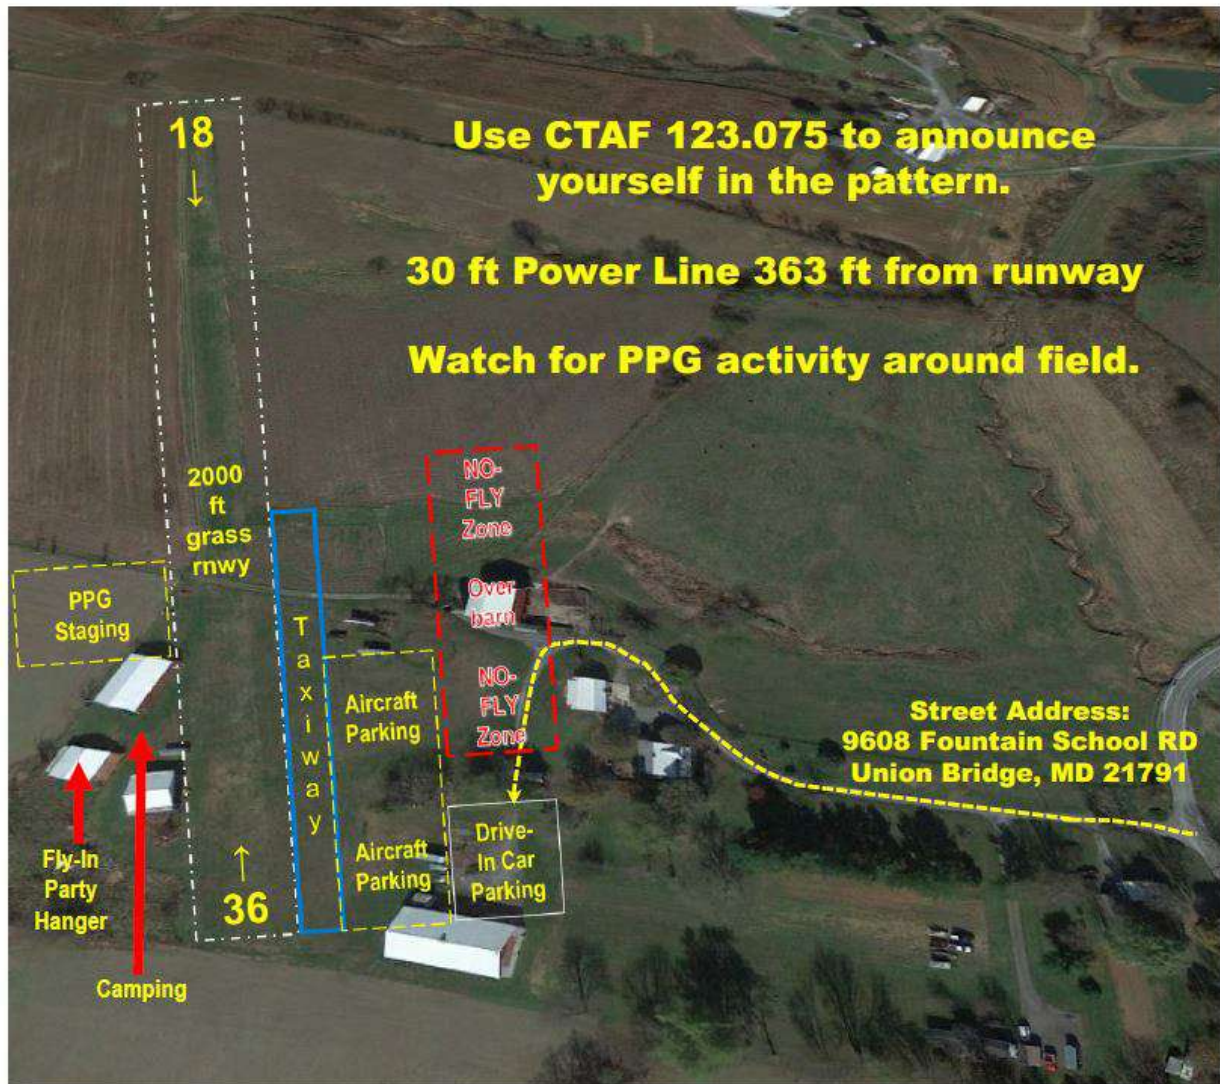 18
↓
Use CTAF 123.075 to announce
yourself in the pattern.
30 ft Power Line 363 ft from runway
Watch for PPG activity around field.
2000
ft
grass
rnwy
NO-
FLY
Zone
Over
barn
NO-
FLY
Zone
PPG
Staging
Taxiway
Aircraft
Parking
Street Address:
9608 Fountain School RD
Union Bridge, MD 21791
Aircraft
Parking
Drive-
In Car
Parking
↑
36
Fly-In
Party
Hanger
Camping